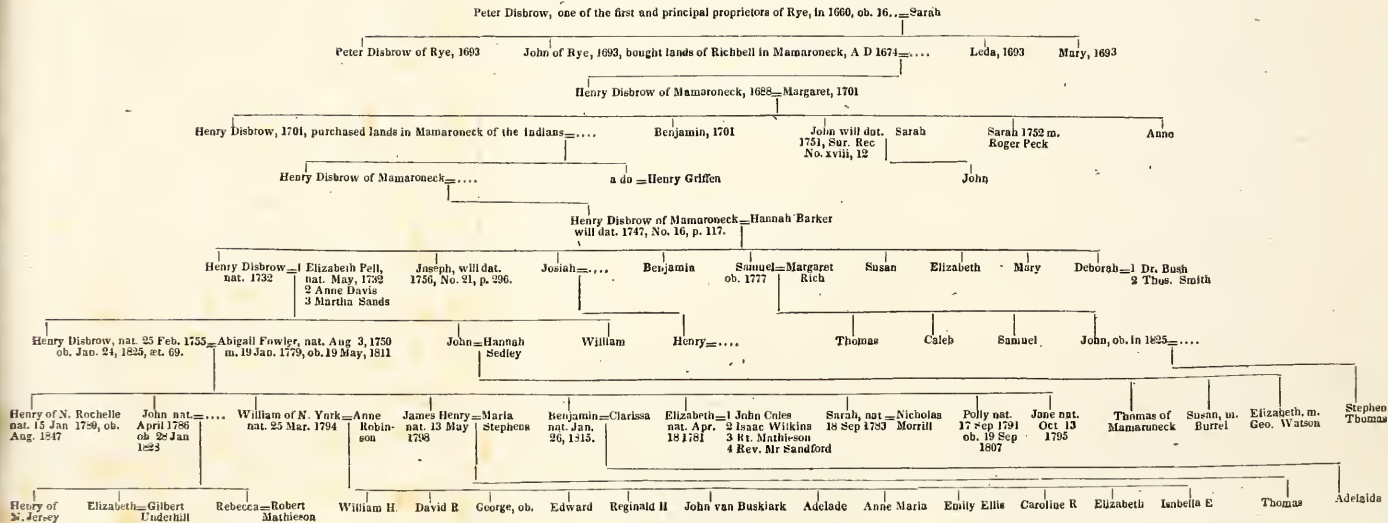 Peter Disbrow, one of the first and principal proprietors of Rye, in 1660, ob. 16..=Sarah
Peter Disbrow of Rye, 1693
John of Rye, 1693, bought lands of Richbell in Mamaroneck, A D 1674=....
Leda, 1693
Mary, 1693
Henry Disbrow of Mamaroneck, 1688=Margaret, 1701
Henry Disbrow, 1701, purchased lands in Mamaroneck of the Indians=....
Benjamin, 1701
John will dat.
1751, Sur. Rec
No. xviii, 12
Sarah
Sarah 1752 m.
Roger Peck
Anne
Henry Disbrow of Mamaroneck=....
a da =Henry Griffen
John
Henry Disbrow of Mamaroneck=Hannah Barker
will dat. 1747, No. 16, p. 117.
Henry Disbrow=1 Elizabeth Pell,
nat. 1732
nat. May, 1732
2 Anne Davis
3 Martha Sands
Joseph, will dat.
1756, No. 21, p. 296.
Josiah=....
Benjamin
Samuel=Margaret
ob. 1777
Rich
Susan
Elizabeth
Mary
Deborah=1 Dr. Bush
2 Thos. Smith
Henry Disbrow, nat. 25 Feb. 1755=Abigail Fowler, nat. Aug 3, 1750
ob. Jan. 24, 1825, æt. 69.
m. 19 Jan. 1779, ob. 19 May, 1811
John=Hannah
Sedley
William
Henry=....
Thomas
Caleb
Samuel
John, ob. in 1825=....
Henry of N. Rochelle
nat. 15 Jan 1780, ob.
Aug. 1847
John nat.=....
April 1786
ob 28 Jan
1823
William of N. York=Anne
nat. 25 Mar. 1794
Robin-
son
James Henry=Maria
nat. 13 May
Stephens
1798
Benjamin=Clarissa
nat. Jan.
26, 1815.
Elizabeth=1 John Coles
nat. Apr.
2 Isaac Wilkins
18 1781
3 Rt. Mathieson
4 Rev. Mr Sandford
Sarah, nat=Nicholas
18 Sep 1783
Morrill
Polly nat.
17 Sep 1791
ob. 19 Sep
1807
Jane nat.
Oct 13
1795
Thomas of
Mamaroneck
Susan, m.
Burrel
Elizabeth, m.
Geo. Watson
Stephen
Thomas
Henry of
N. Jersey
Elizabeth=Gilbert
Underhill
Rebecca=Robert
Mathieson
William H.
David R
George, ob.
Edward
Reginald H
John van Buskiark
Adelade
Anne Maria
Emily Ellis
Caroline R
Elizabeth
Isabella E
Thomas
Adelaida